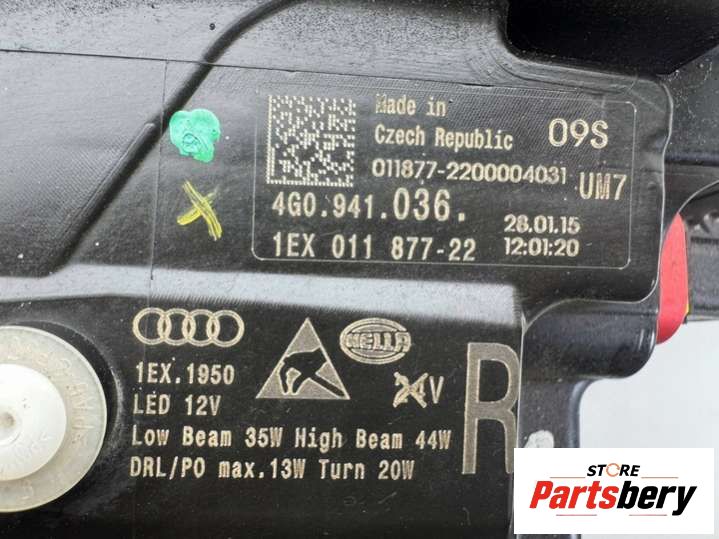 Made in
Czech Republic
09S
011877-2200004031
UM7
4G0.941.036.
28.01.15
1EX 011 877-22
12:01:20
HELLA
1EX.1950
24V
LED 12V
R
Low Beam 35W High Beam 44W
DRL/PO max.13W Turn 20W
STORE
Partsbery